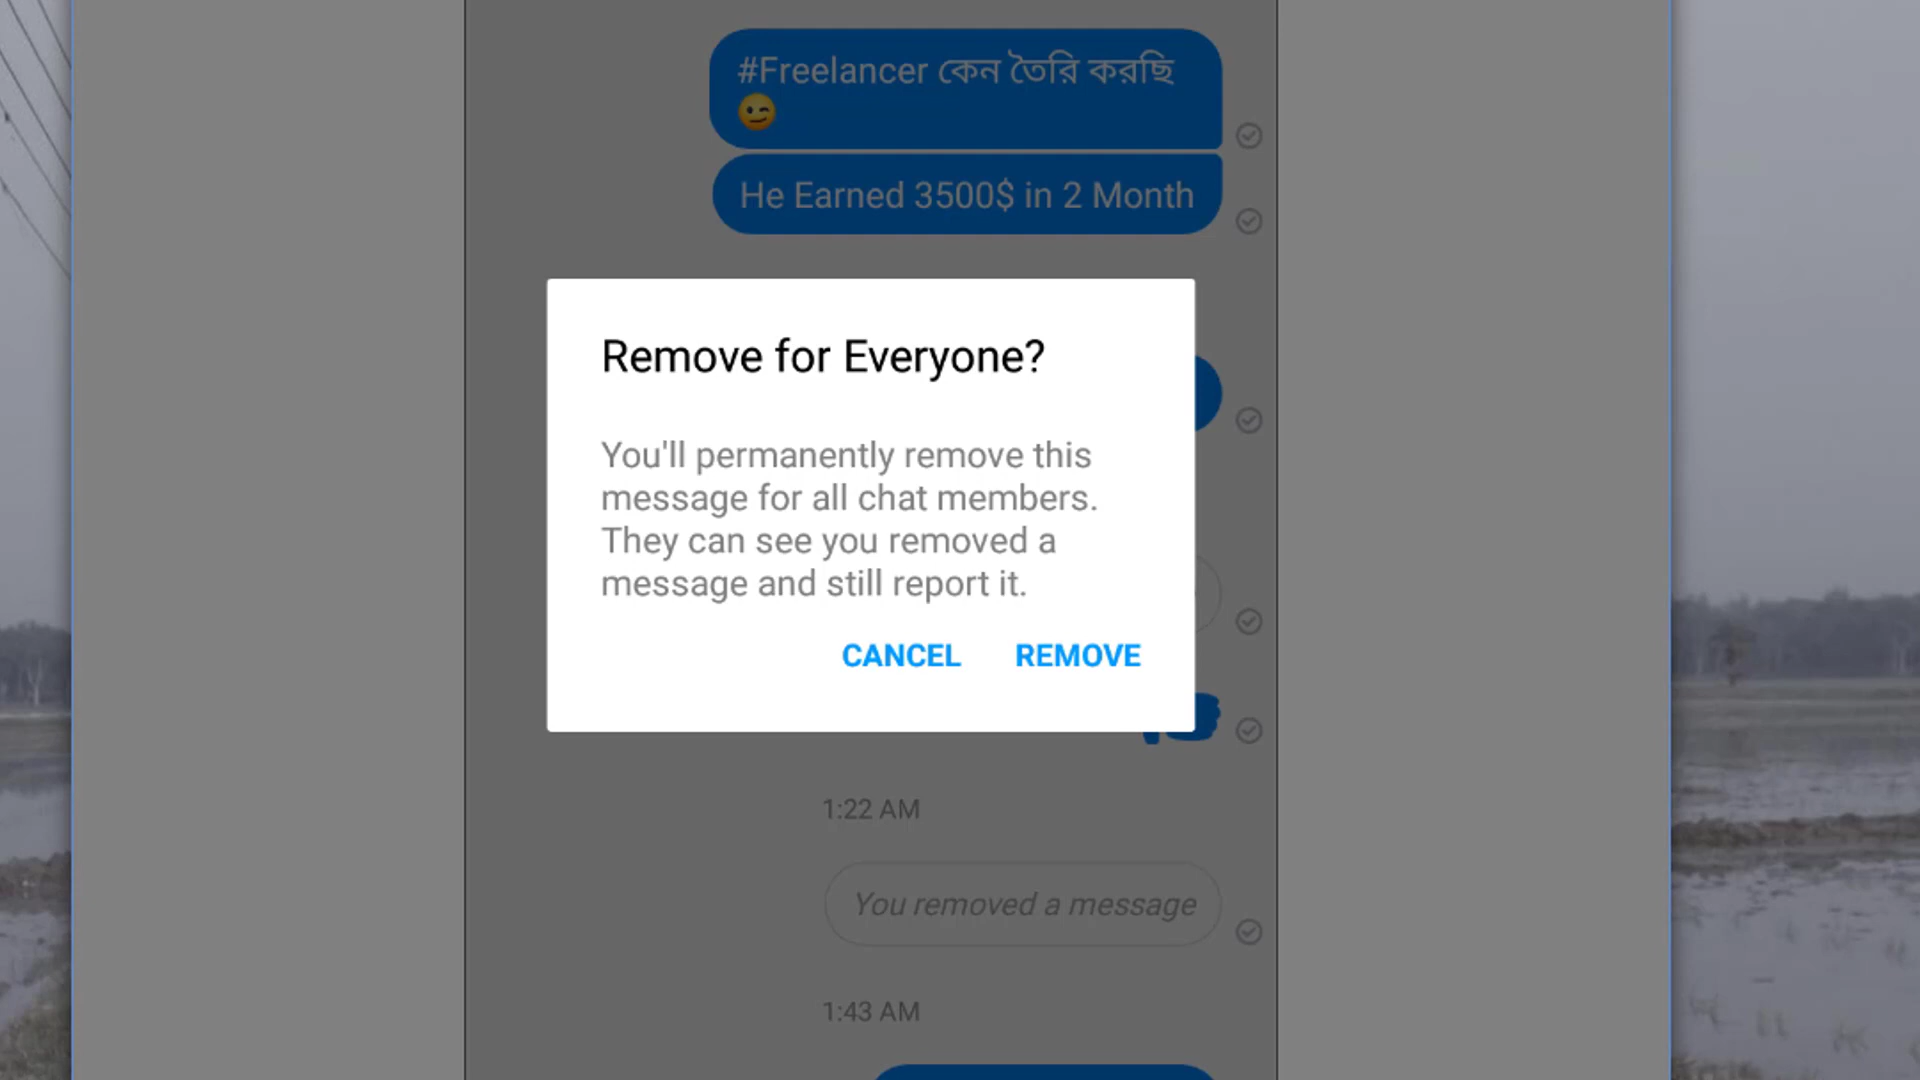 #Freelancer কেন তৈরি করছি
😉
He Earned 3500$ in 2 Month
Remove for Everyone?
You'll permanently remove this
message for all chat members.
They can see you removed a
message and still report it.
CANCEL REMOVE
1:22 AM
You removed a message
1:43 AM